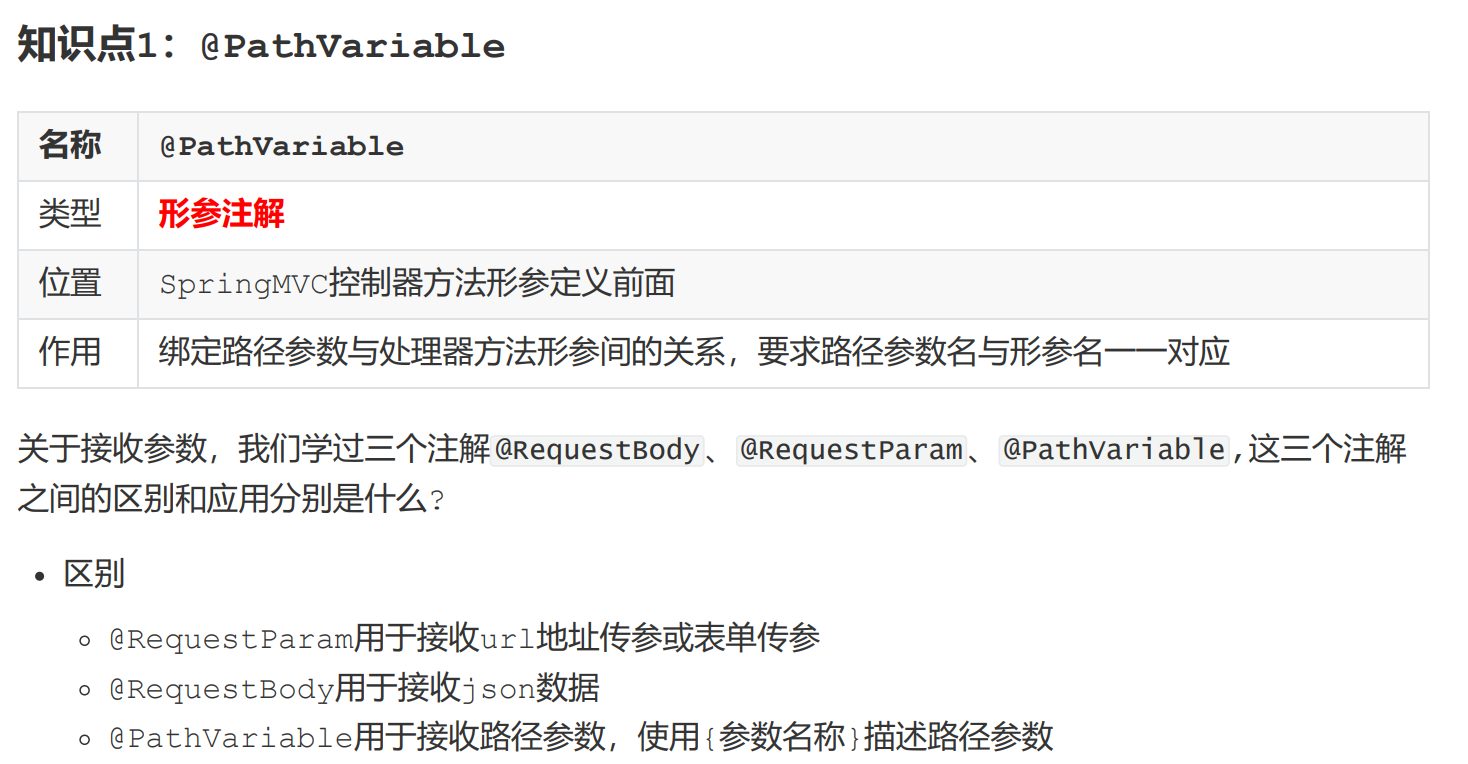 知识点1：@PathVariable
名称 @PathVariable
类型 形参注解
位置 SpringMVC控制器方法形参定义前面
作用 绑定路径参数与处理器方法形参间的关系，要求路径参数名与形参名一一对应
关于接收参数，我们学过三个注解@RequestBody、@RequestParam、@PathVariable,这三个注解
之间的区别和应用分别是什么?
区别
@RequestParam用于接收url地址传参或表单传参
@RequestBody用于接收json数据
@PathVariable用于接收路径参数，使用{参数名称}描述路径参数